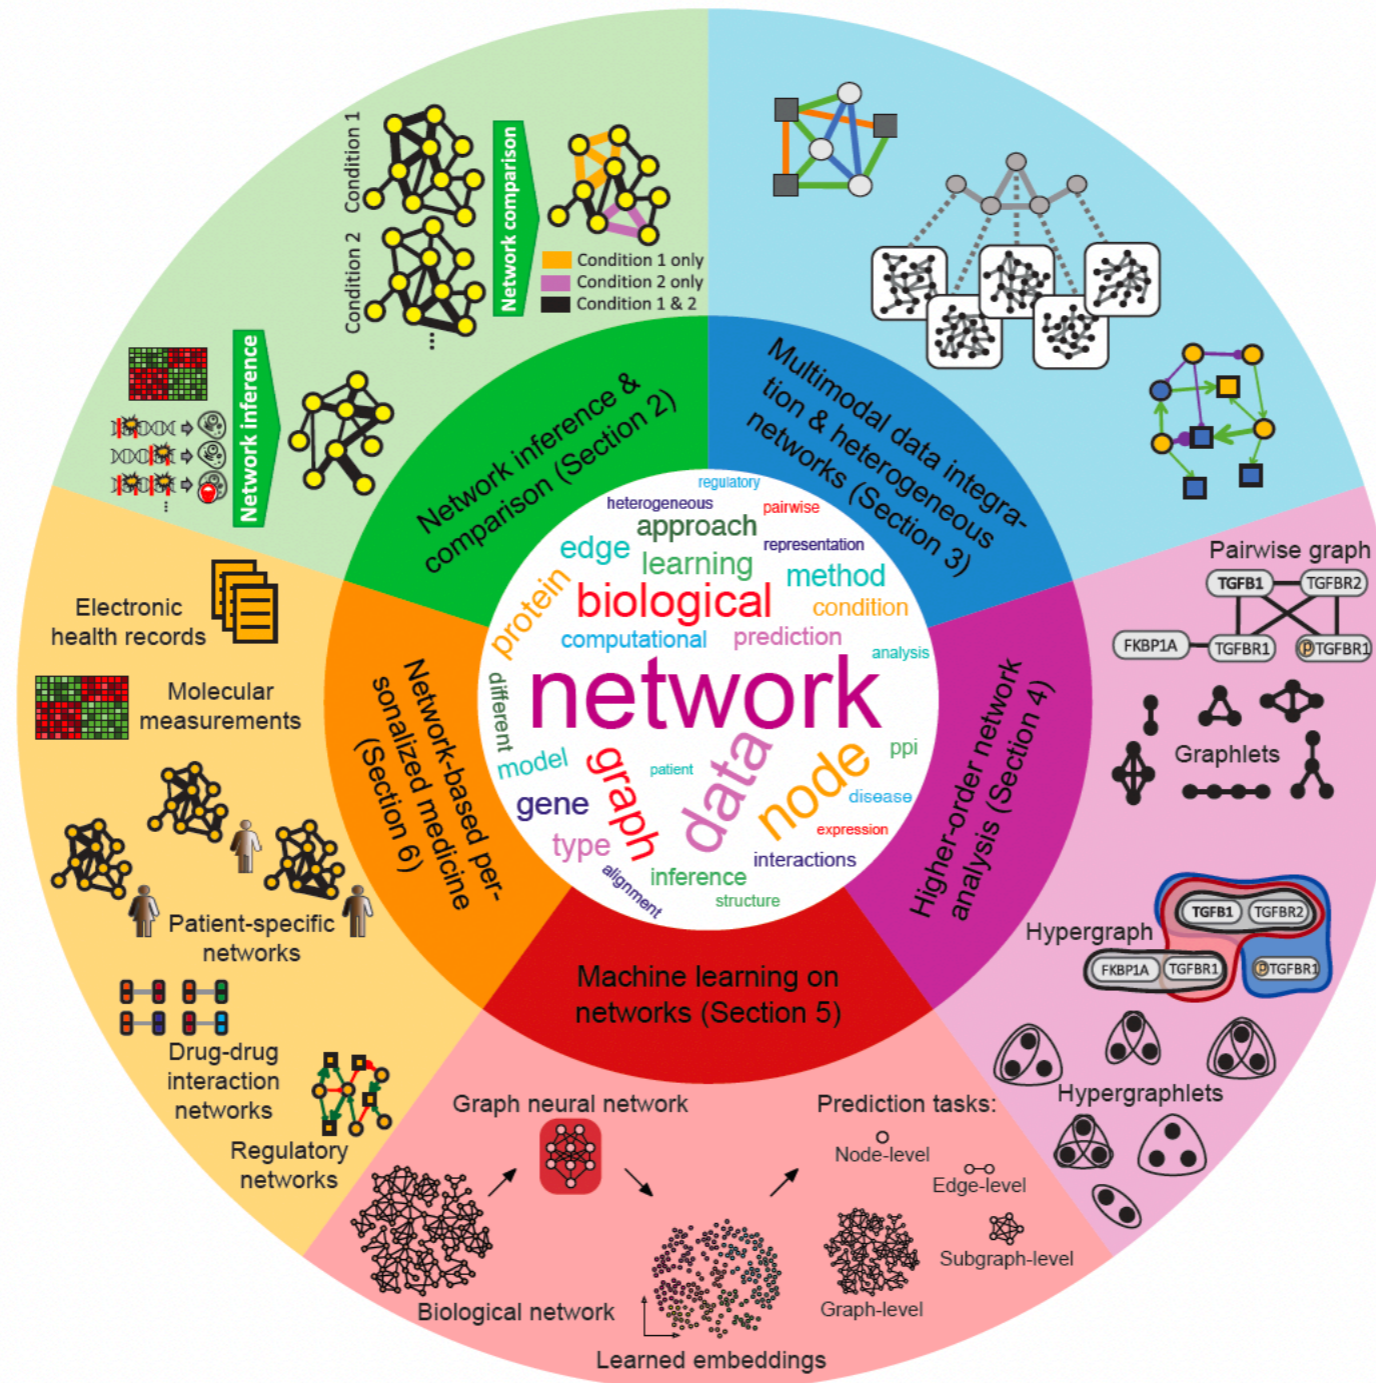 Condition 1
Condition 2
Network comparison
Condition 1 only
Condition 2 only
Condition 1 & 2
Network inference
Network inference &
comparison (Section 2)
Multimodal data integra-
tion & heterogeneous
networks (Section 3)
Pairwise graph
TGFB1
TGFBR2
FKBP1A
TGFBR1
P TGFBR1
Graphlets
Higher-order network
analysis (Section 4)
Hypergraph
TGFB1
TGFBR2
FKBP1A
TGFBR1
P TGFBR1
Hypergraphlets
Machine learning on
networks (Section 5)
Graph neural network
Prediction tasks:
Node-level
Edge-level
Subgraph-level
Graph-level
Biological network
Learned embeddings
Network-based per-
sonalized medicine
(Section 6)
Electronic
health records
Molecular
measurements
Patient-specific
networks
Drug-drug
interaction
networks
Regulatory
networks
regulatory
heterogeneous
pairwise
approach
edge
representation
learning
method
protein
biological
condition
computational
prediction
analysis
network
different
model
graph
patient
data
node
ppi
gene
disease
type
expression
interactions
alignment
inference
structure